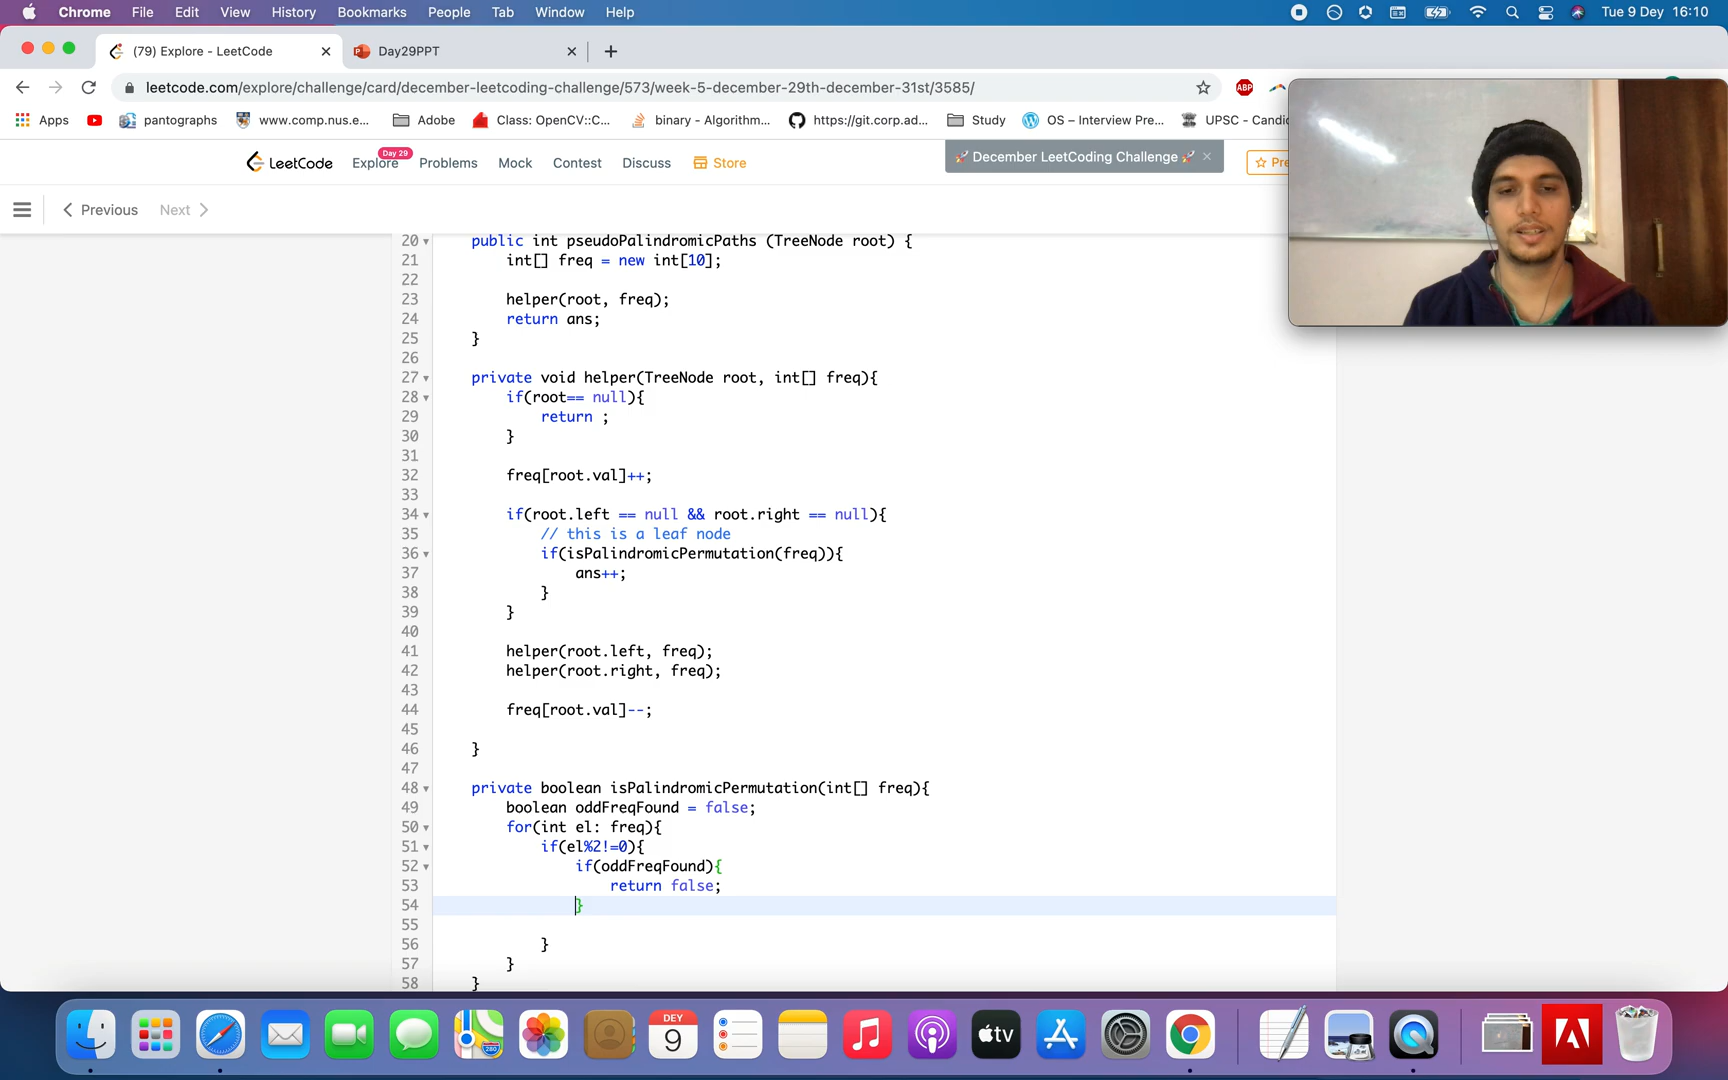 Chrome File Edit View History Bookmarks People Tab Window Help Tue 9 Dey 16:10
(79) Explore - LeetCode Day29PPT
leetcode.com/explore/challenge/card/december-leetcoding-challenge/573/week-5-december-29th-december-31st/3585/ ABP
Apps pantographs www.comp.nus.e... Adobe Class: OpenCV::C... binary - Algorithm... https://git.corp.ad... Study OS – Interview Pre... UPSC - Candi
LeetCode Explore Day 29 Problems Mock Contest Discuss Store 🚀 December LeetCoding Challenge 🚀 × Pre
Previous Next
20 public int pseudoPalindromicPaths (TreeNode root) {
21 int[] freq = new int[10];
22
23 helper(root, freq);
24 return ans;
25 }
26
27 private void helper(TreeNode root, int[] freq){
28 if(root== null){
29 return ;
30 }
31
32 freq[root.val]++;
33
34 if(root.left == null && root.right == null){
35 // this is a leaf node
36 if(isPalindromicPermutation(freq)){
37 ans++;
38 }
39 }
40
41 helper(root.left, freq);
42 helper(root.right, freq);
43
44 freq[root.val]--;
45
46 }
47
48 private boolean isPalindromicPermutation(int[] freq){
49 boolean oddFreqFound = false;
50 for(int el: freq){
51 if(el%2!=0){
52 if(oddFreqFound){
53 return false;
54 }
55
56 }
57 }
58 }
DEY
9
280
tv